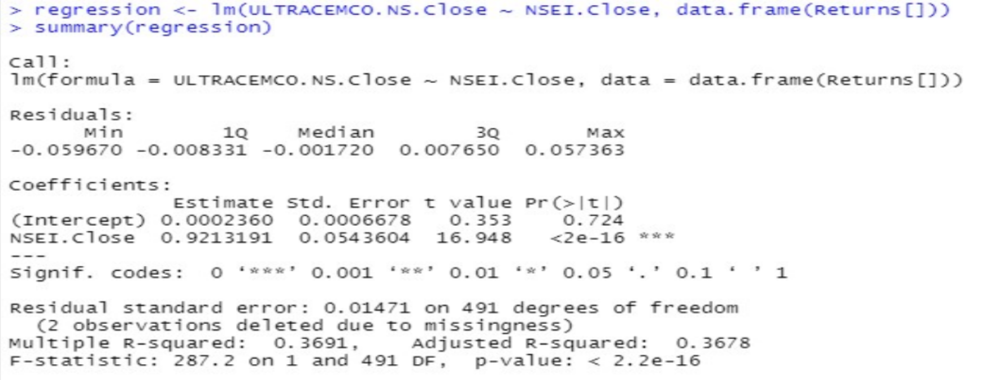 > regression <- lm(ULTRACEMCO.NS.Close ~ NSEI.Close, data.frame(Returns[]))
> summary(regression)
Call:
lm(formula = ULTRACEMCO.NS.Close ~ NSEI.Close, data = data.frame(Returns[]))
Residuals:
Min 1Q Median 3Q Max
-0.059670 -0.008331 -0.001720 0.007650 0.057363
Coefficients:
Estimate Std. Error t value Pr(>|t|)
(Intercept) 0.0002360 0.0006678 0.353 0.724
NSEI.Close 0.9213191 0.0543604 16.948 <2e-16 ***
---
Signif. codes: 0 ‘***’ 0.001 ‘**’ 0.01 ‘*’ 0.05 ‘.’ 0.1 ‘ ’ 1
Residual standard error: 0.01471 on 491 degrees of freedom
(2 observations deleted due to missingness)
Multiple R-squared: 0.3691, Adjusted R-squared: 0.3678
F-statistic: 287.2 on 1 and 491 DF, p-value: < 2.2e-16